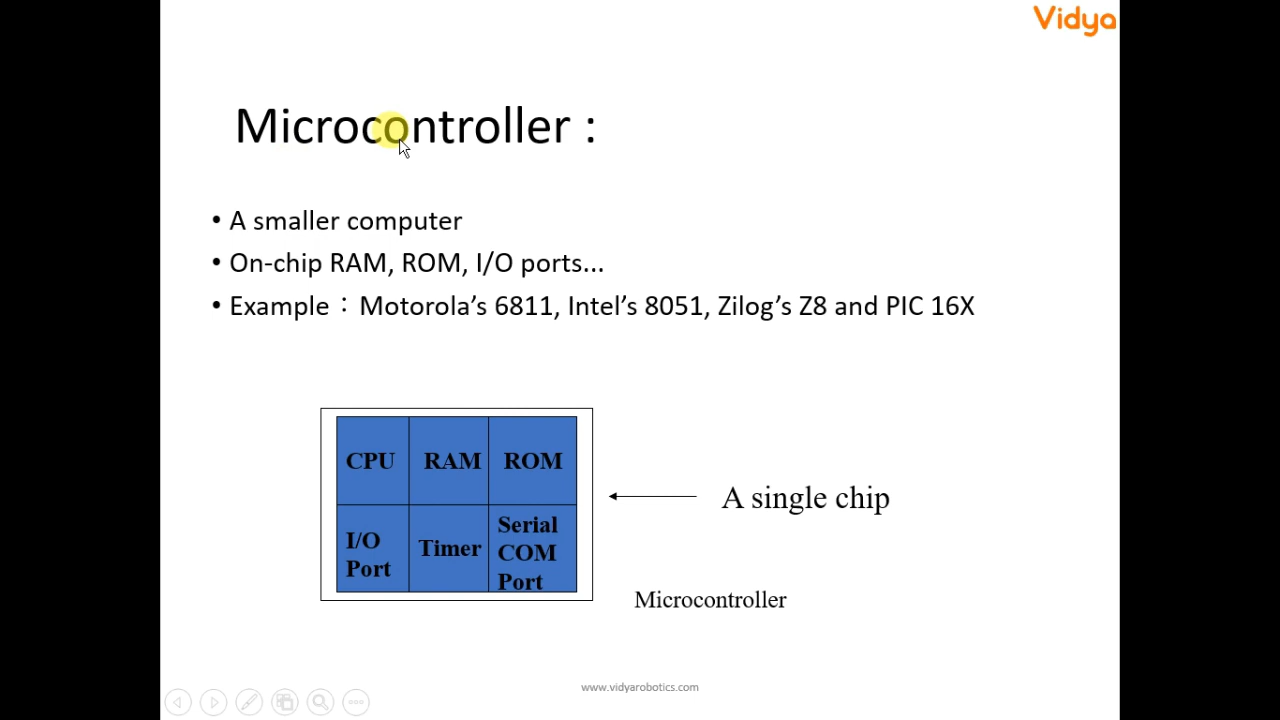 Vidya
Microcontroller :
• A smaller computer
• On-chip RAM, ROM, I/O ports...
• Example：Motorola’s 6811, Intel’s 8051, Zilog’s Z8 and PIC 16X
CPU
RAM
ROM
I/O
Port
Timer
Serial
COM
Port
A single chip
Microcontroller
www.vidyarobotics.com